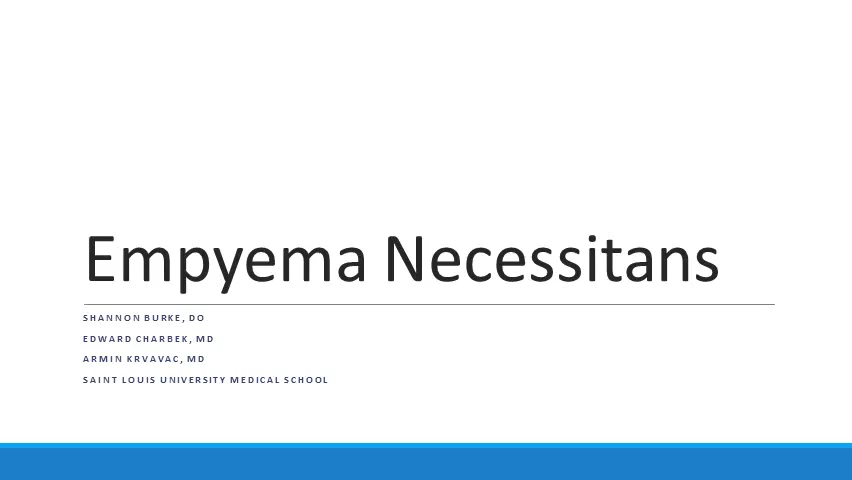 Empyema Necessitans
SHANNON BURKE, DO
EDWARD CHARBEK, MD
ARMIN KRVAVAC, MD
SAINT LOUIS UNIVERSITY MEDICAL SCHOOL